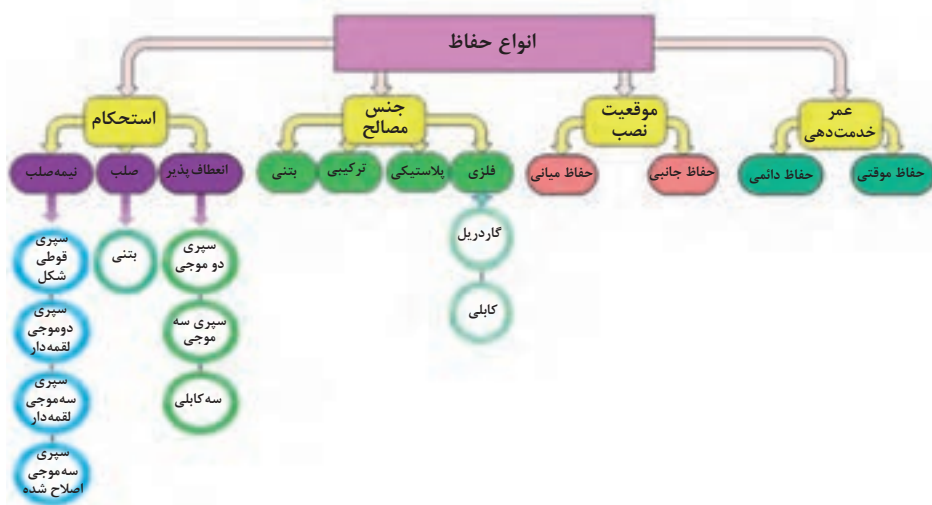 انواع حفاظ
عمر
خدمت‌دهی
موقعیت
نصب
جنس
مصالح
استحکام
حفاظ موقتی
حفاظ دائمی
حفاظ جانبی
حفاظ میانی
فلزی
پلاستیکی
ترکیبی
بتنی
انعطاف پذیر
صلب
نیمه صلب
گاردریل
کابلی
سپری
دو موجی
سپری سه
موجی
سه کابلی
بتنی
سپری
قوطی
شکل
سپری
دوموجی
لقمه‌دار
سپری
سه‌موجی
لقمه‌دار
سپری
سه‌موجی
اصلاح شده